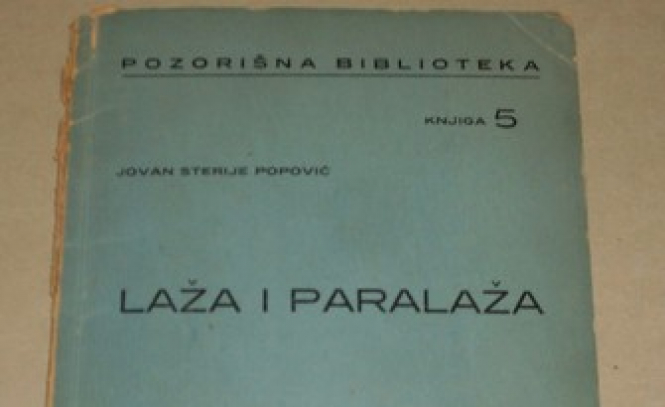 POZORIŠNA BIBLIOTEKA
KNJIGA 5
JOVAN STERIJE POPOVIĆ
LAŽA I PARALAŽA